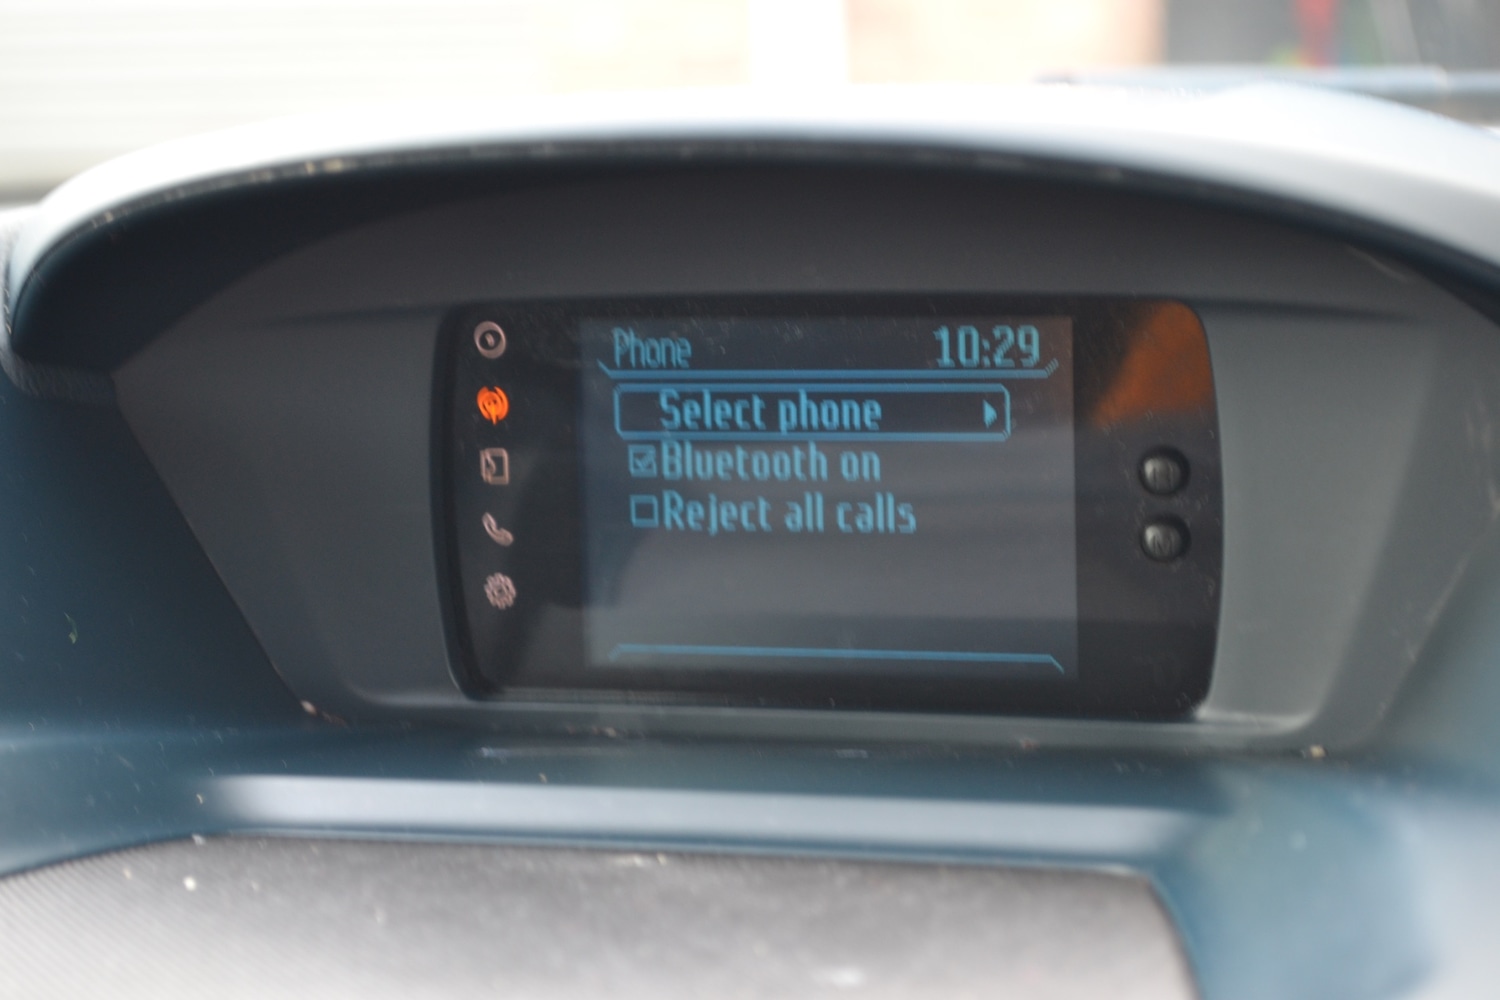 Phone 10:29
Select phone
Bluetooth on
Reject all calls
H
M